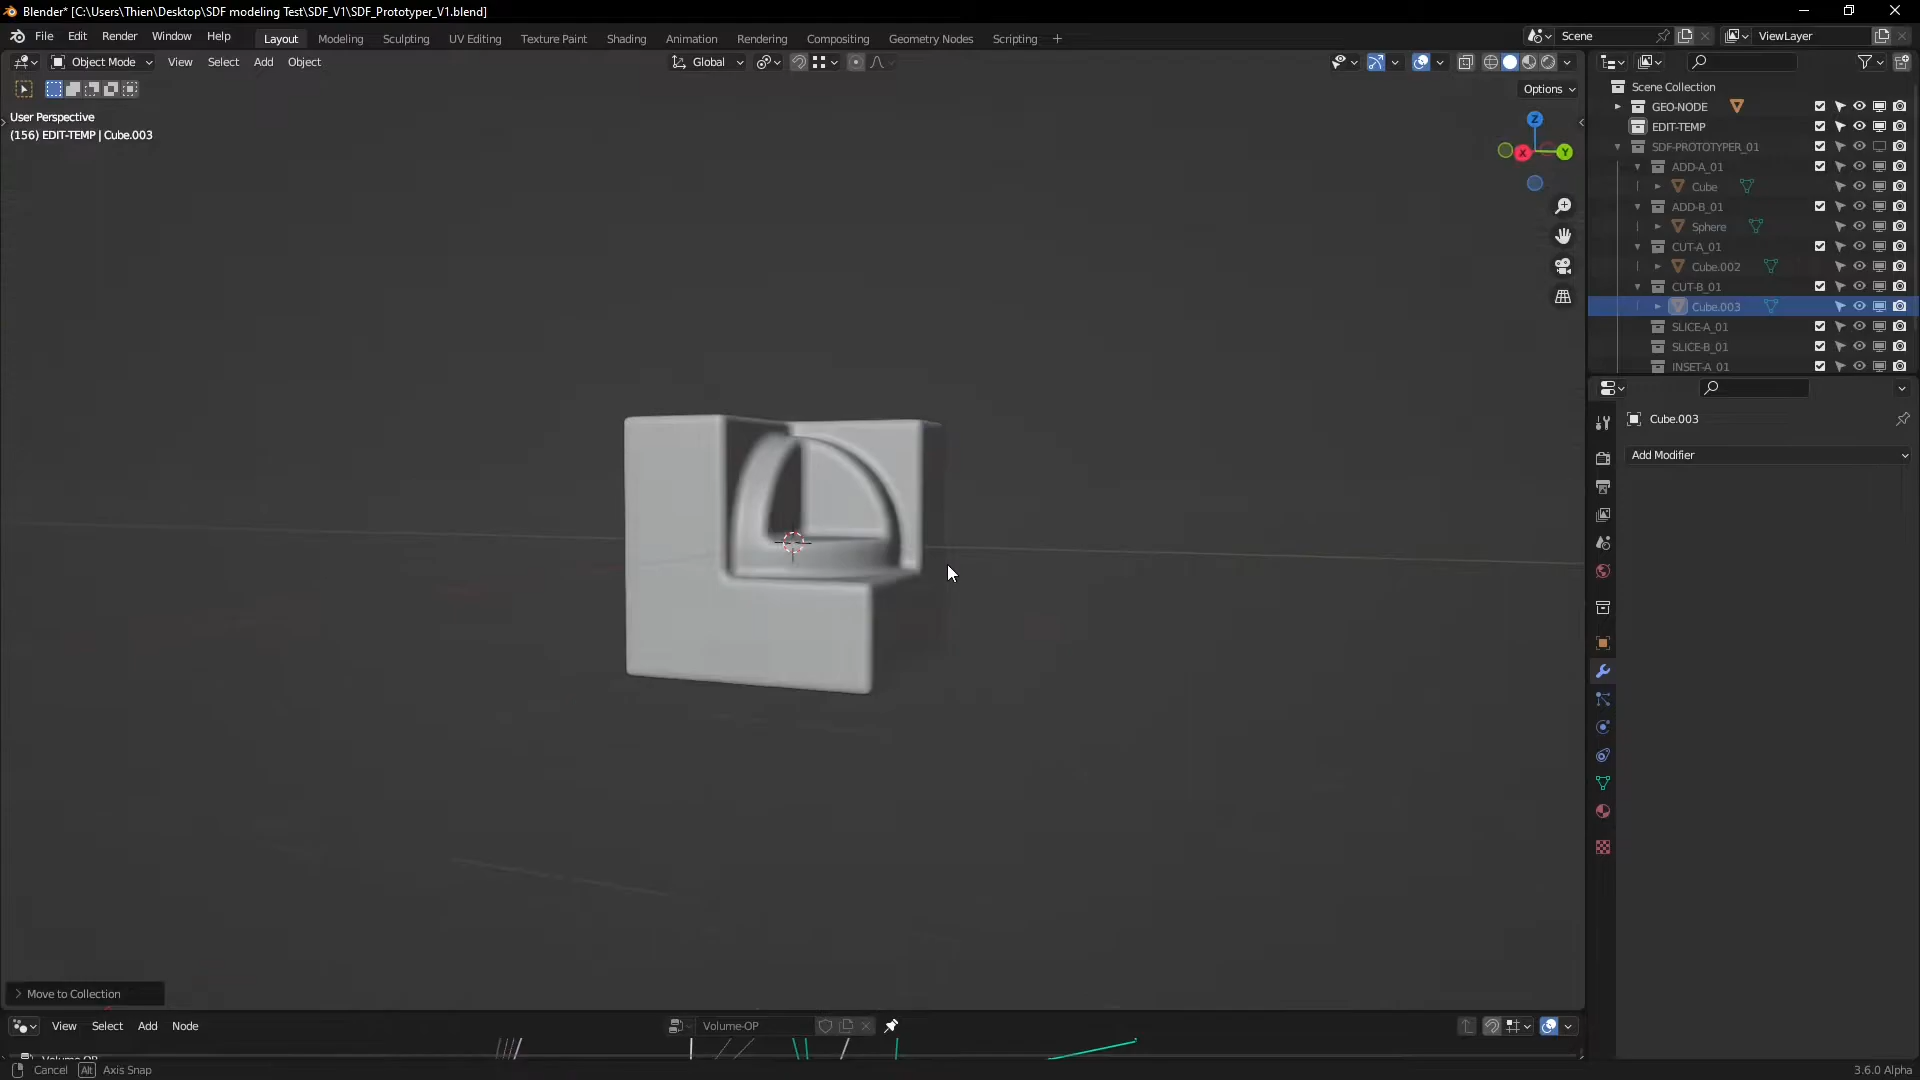 Blender* [C:\Users\Thien\Desktop\SDF modeling Test\SDF_V1\SDF_Prototyper_V1.blend]
File Edit Render Window Help Layout Modeling Sculpting UV Editing Texture Paint Shading Animation Rendering Compositing Geometry Nodes Scripting + Scene ViewLayer
Object Mode View Select Add Object Global
Options
User Perspective
(156) EDIT-TEMP | Cube.003
Z
X
Y
Scene Collection
GEO-NODE
EDIT-TEMP
SDF-PROTOTYPER_01
ADD-A_01
Cube
ADD-B_01
Sphere
CUT-A_01
Cube.002
CUT-B_01
Cube.003
SLICE-A_01
SLICE-B_01
INSET-A_01
Cube.003
Add Modifier
Move to Collection
View Select Add Node Volume-OP
Volume-OP
Cancel Alt Axis Snap 3.6.0 Alpha